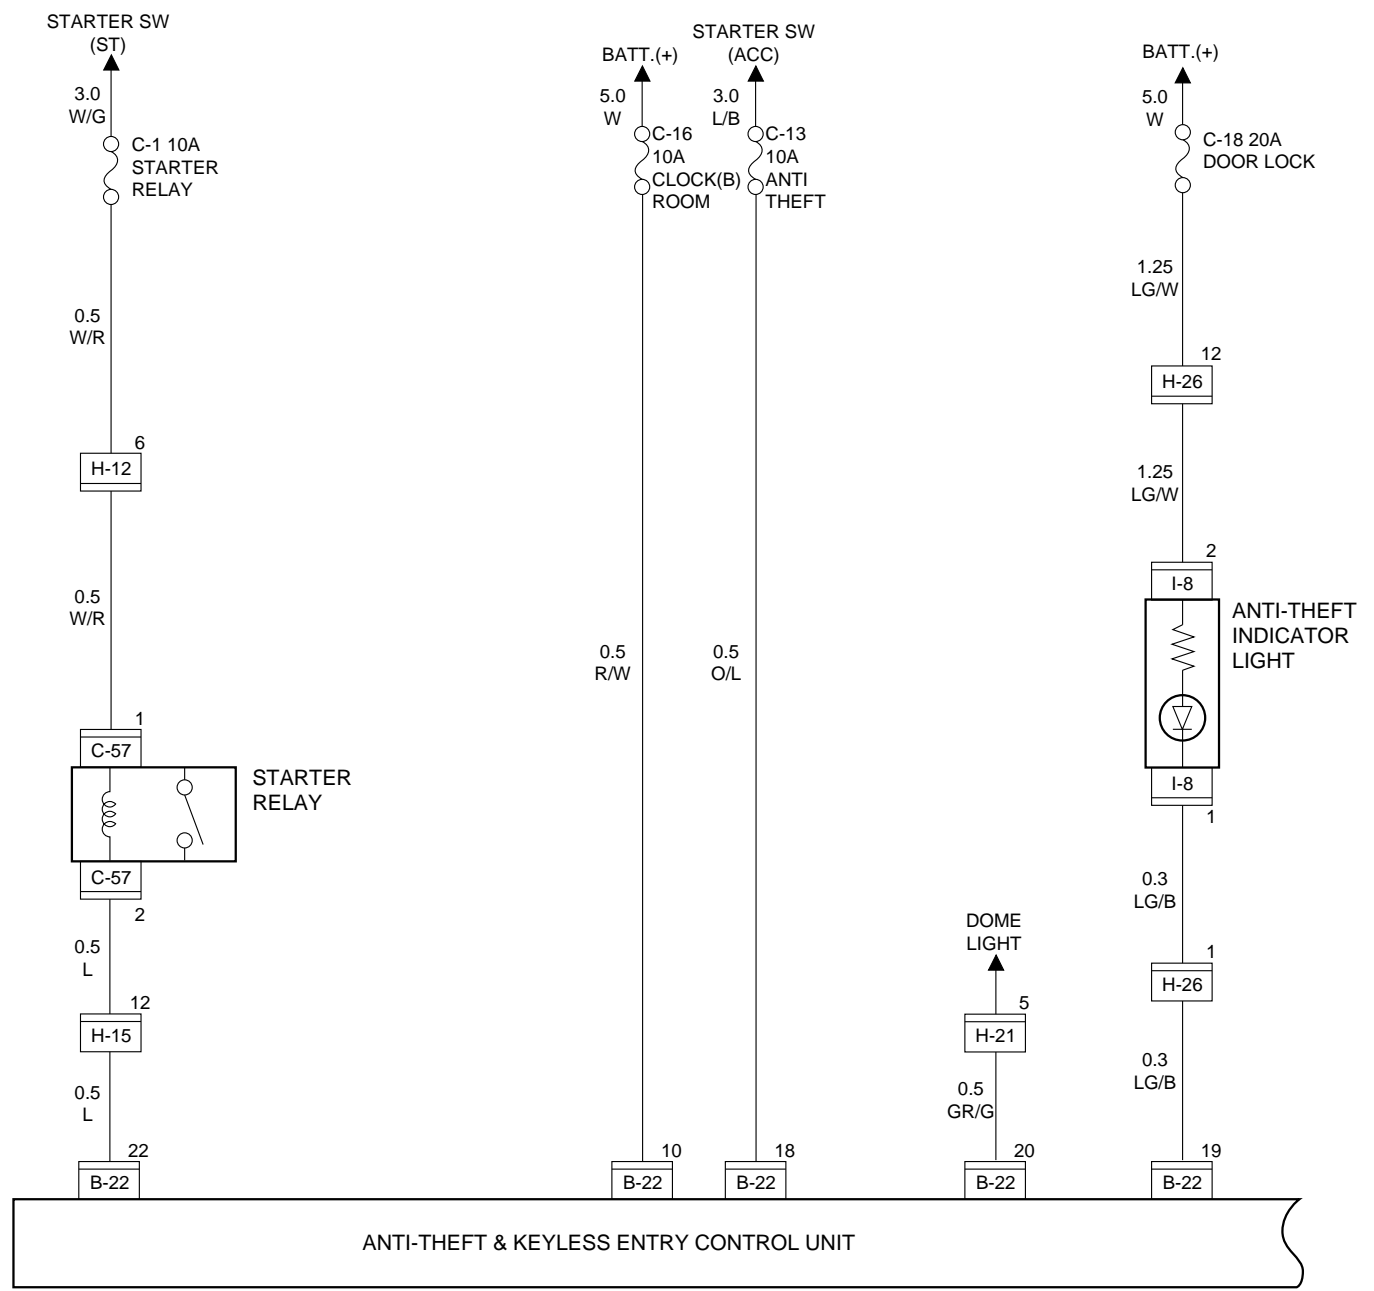 STARTER SW
(ST)
3.0
W/G
C-1 10A
STARTER
RELAY
0.5
W/R
6
H-12
0.5
W/R
1
C-57
STARTER
RELAY
C-57
2
0.5
L
12
H-15
0.5
L
22
B-22
BATT.(+)
5.0
W
C-16
10A
CLOCK(B)
ROOM
0.5
R/W
10
B-22
STARTER SW
(ACC)
3.0
L/B
C-13
10A
ANTI
THEFT
0.5
O/L
18
B-22
DOME
LIGHT
5
H-21
0.5
GR/G
20
B-22
BATT.(+)
5.0
W
C-18 20A
DOOR LOCK
1.25
LG/W
12
H-26
1.25
LG/W
2
I-8
ANTI-THEFT
INDICATOR
LIGHT
I-8
1
0.3
LG/B
1
H-26
0.3
LG/B
19
B-22
ANTI-THEFT & KEYLESS ENTRY CONTROL UNIT